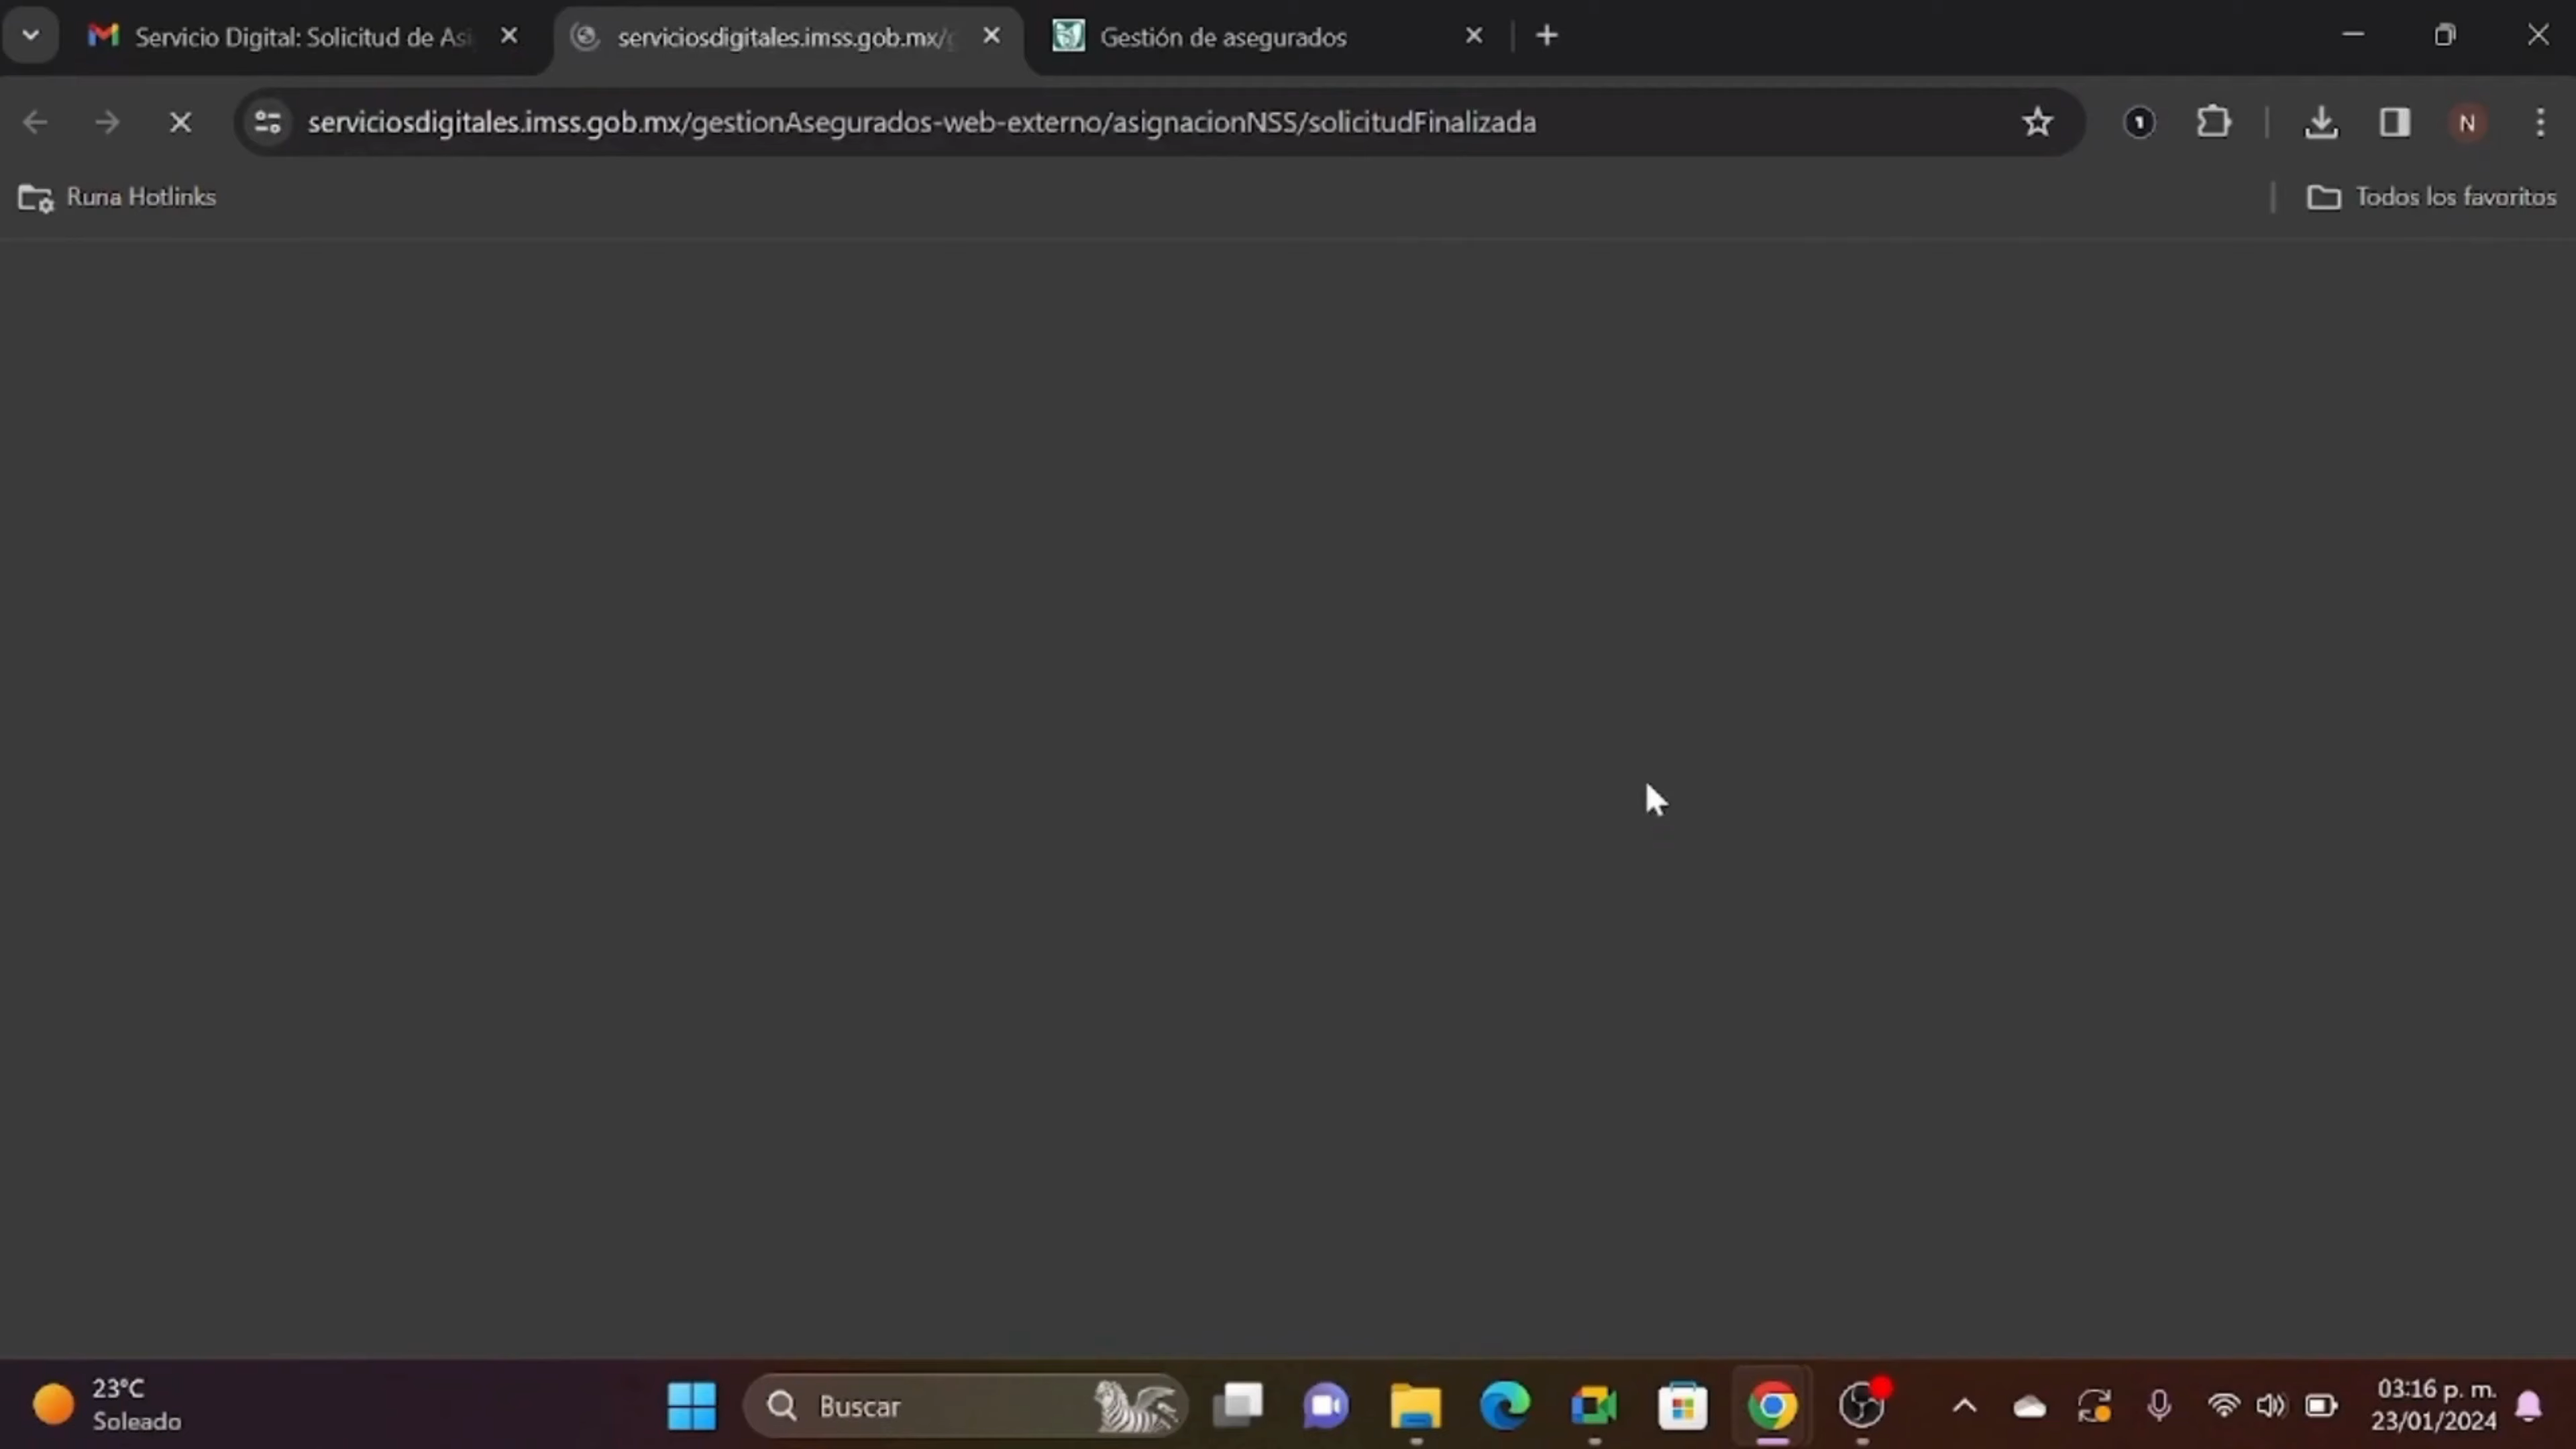 Servicio Digital: Solicitud de Asi
serviciosdigitales.imss.gob.mx/g
Gestión de asegurados
serviciosdigitales.imss.gob.mx/gestionAsegurados-web-externo/asignacionNSS/solicitudFinalizada
N
Runa Hotlinks
Todos los favoritos
23°C
Soleado
Buscar
03:16 p. m.
23/01/2024